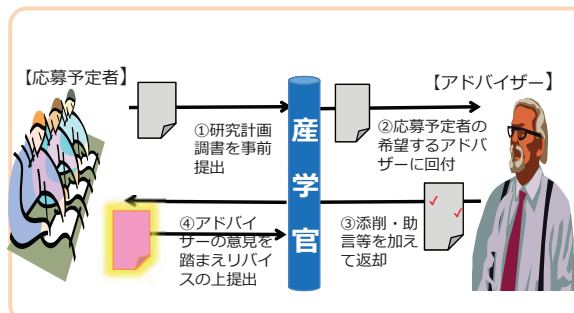 【応募予定者】
【アドバイザー】
①研究計画
調書を事前
提出
産学官
②応募予定者の
希望するアドバ
ザーに回付
④アドバイ
サーの意見を
踏まえリバイ
スの上提出
③添削・助
言等を加え
て返却